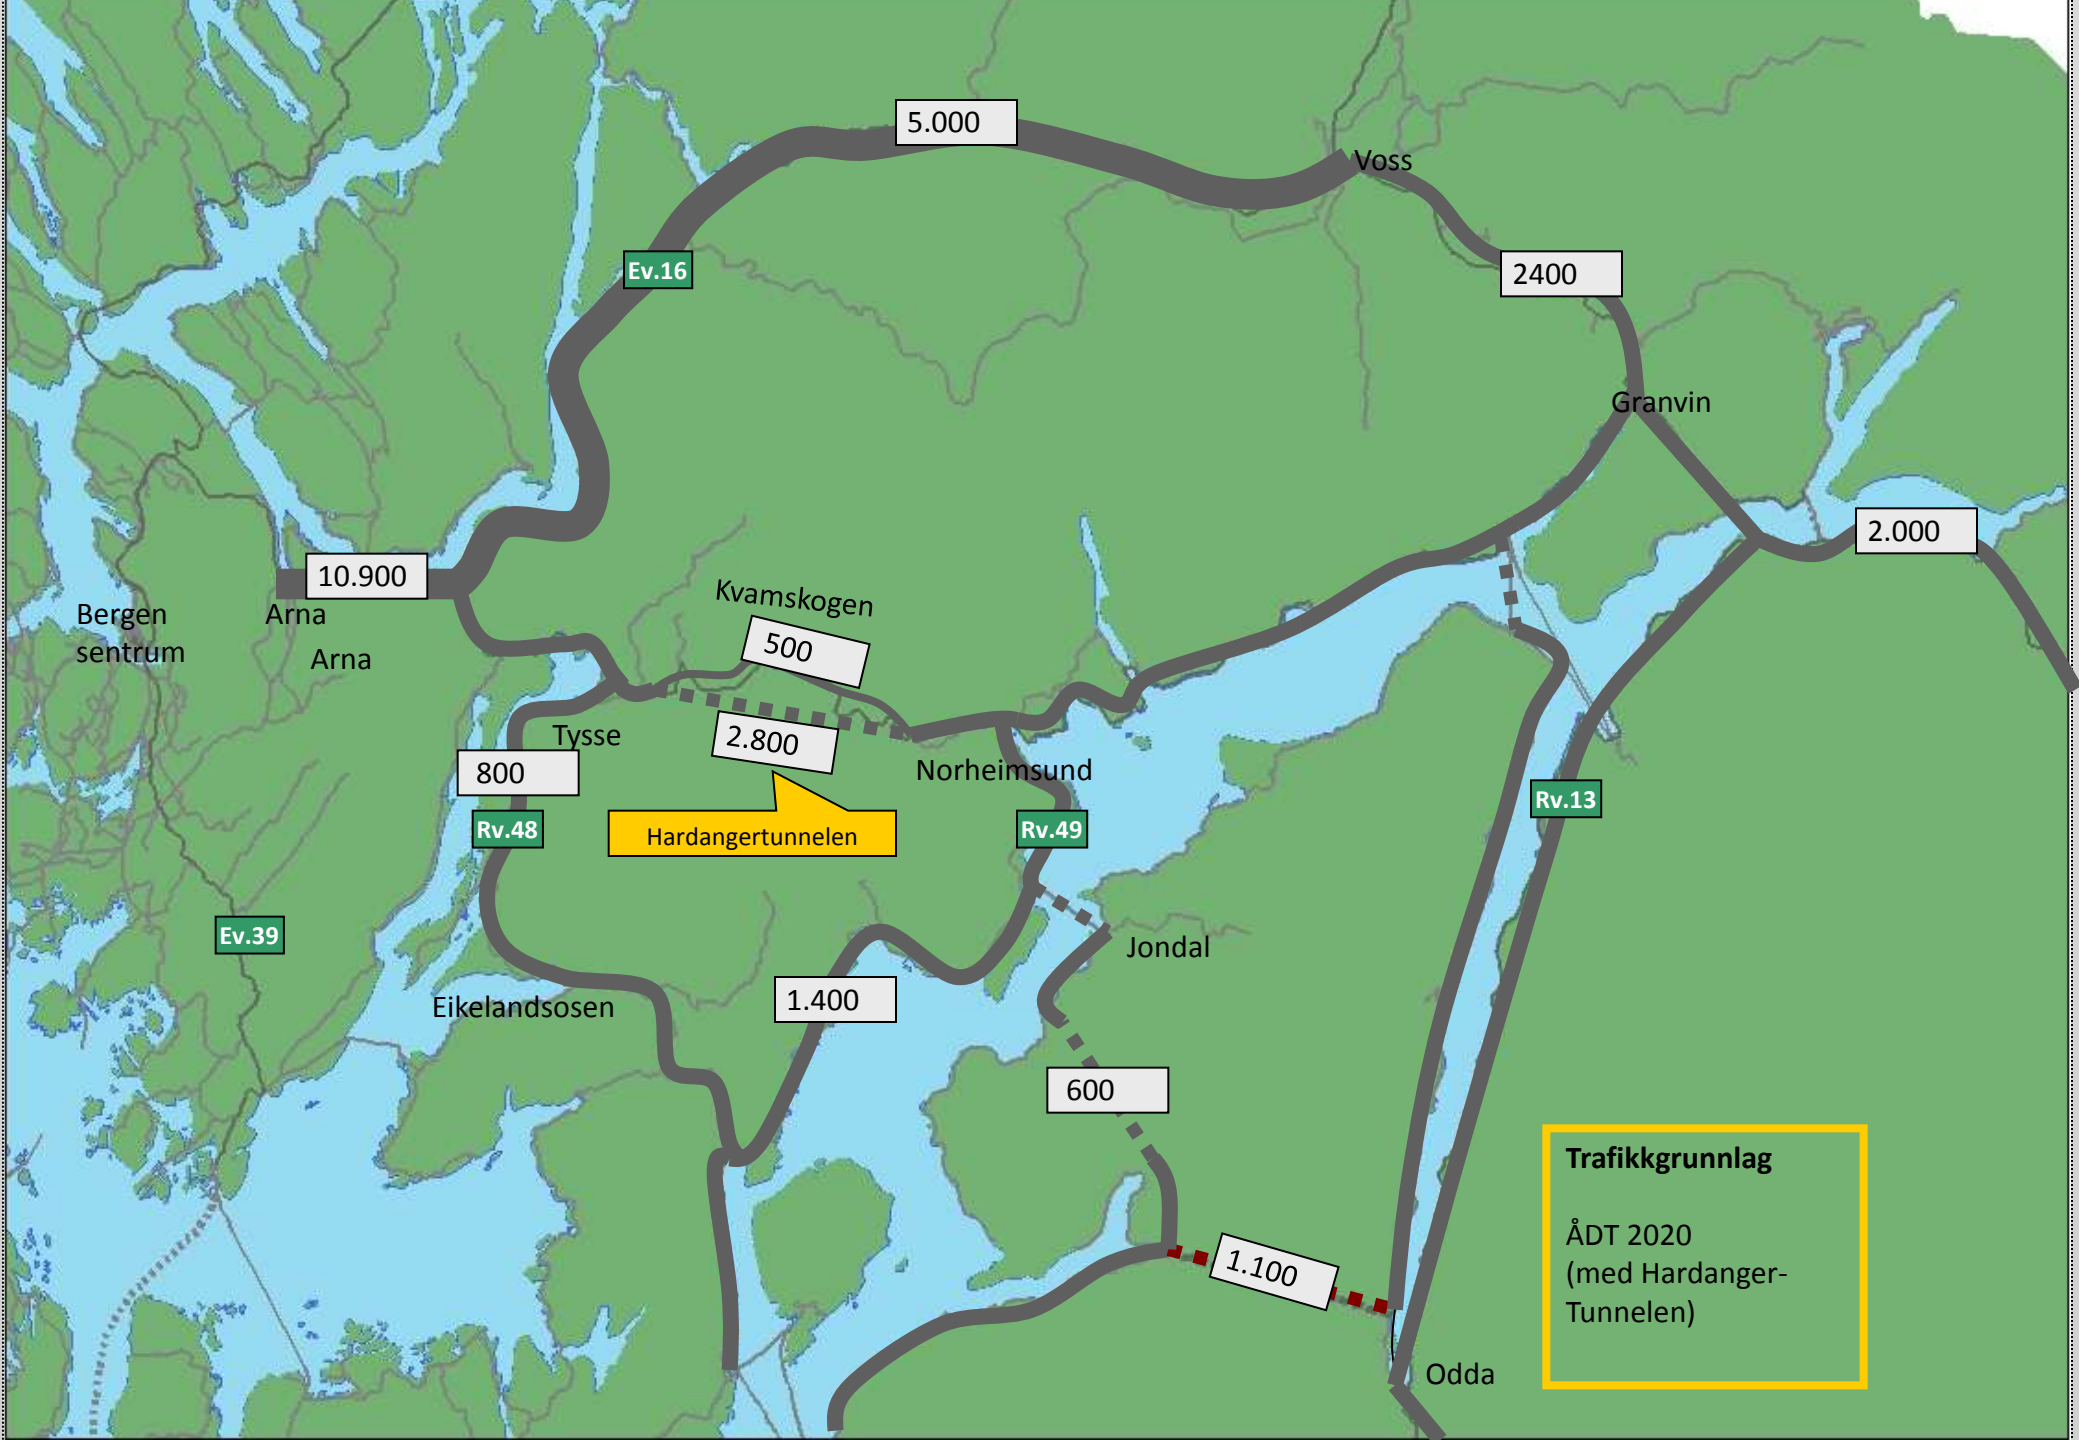 5.000
Voss
Ev.16
2400
Granvin
2.000
10.900
Kvamskogen
Bergen
sentrum
Arna
500
Arna
2.800
Tysse
800
Norheimsund
Rv.13
Rv.48
Hardangertunnelen
Rv.49
Ev.39
Jondal
1.400
Eikelandsosen
600
Trafikkgrunnlag
ÅDT 2020
(med Hardanger-
Tunnelen)
1.100
Odda